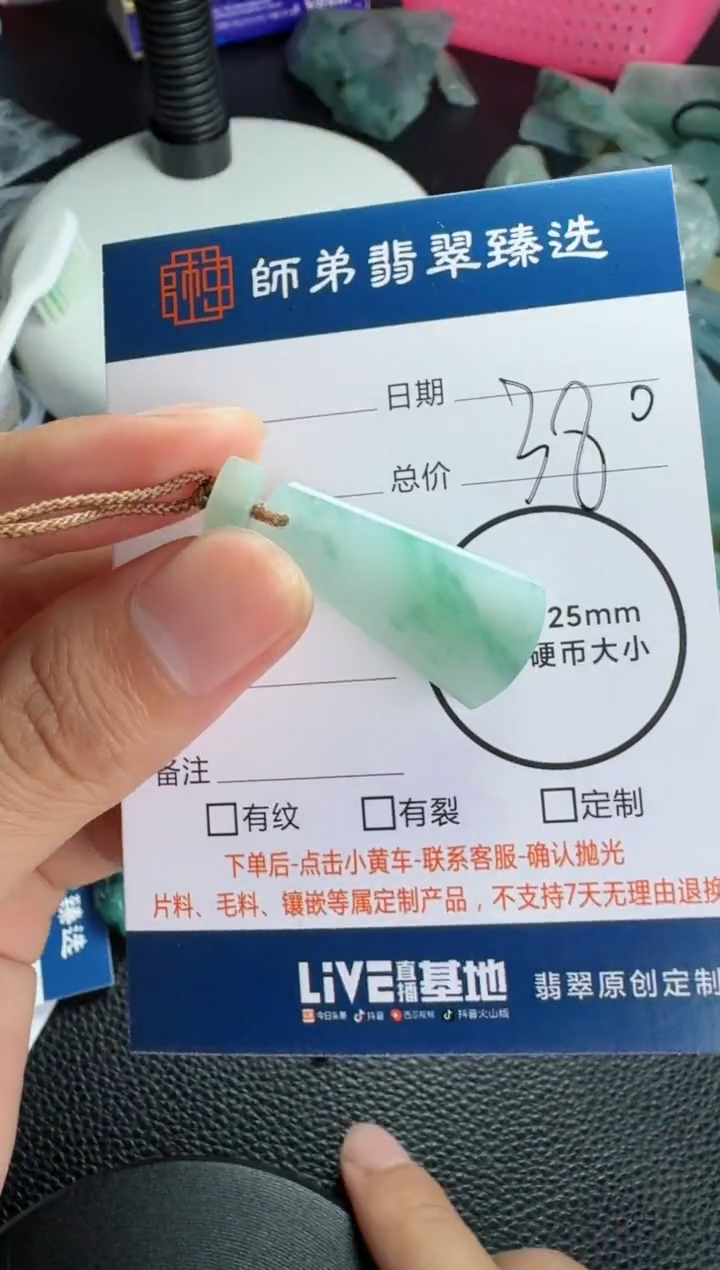 師弟翡翠臻选
日期
380
总价
25mm
硬币大小
备注
有纹
有裂
定制
下单后-点击小黄车-联系客服-确认抛光
片料、毛料、镶嵌等属定制产品，不支持7天无理由退换
LIVE直播基地
翡翠原创定制
今日头条
抖音
西瓜视频
抖音火山版
臻选